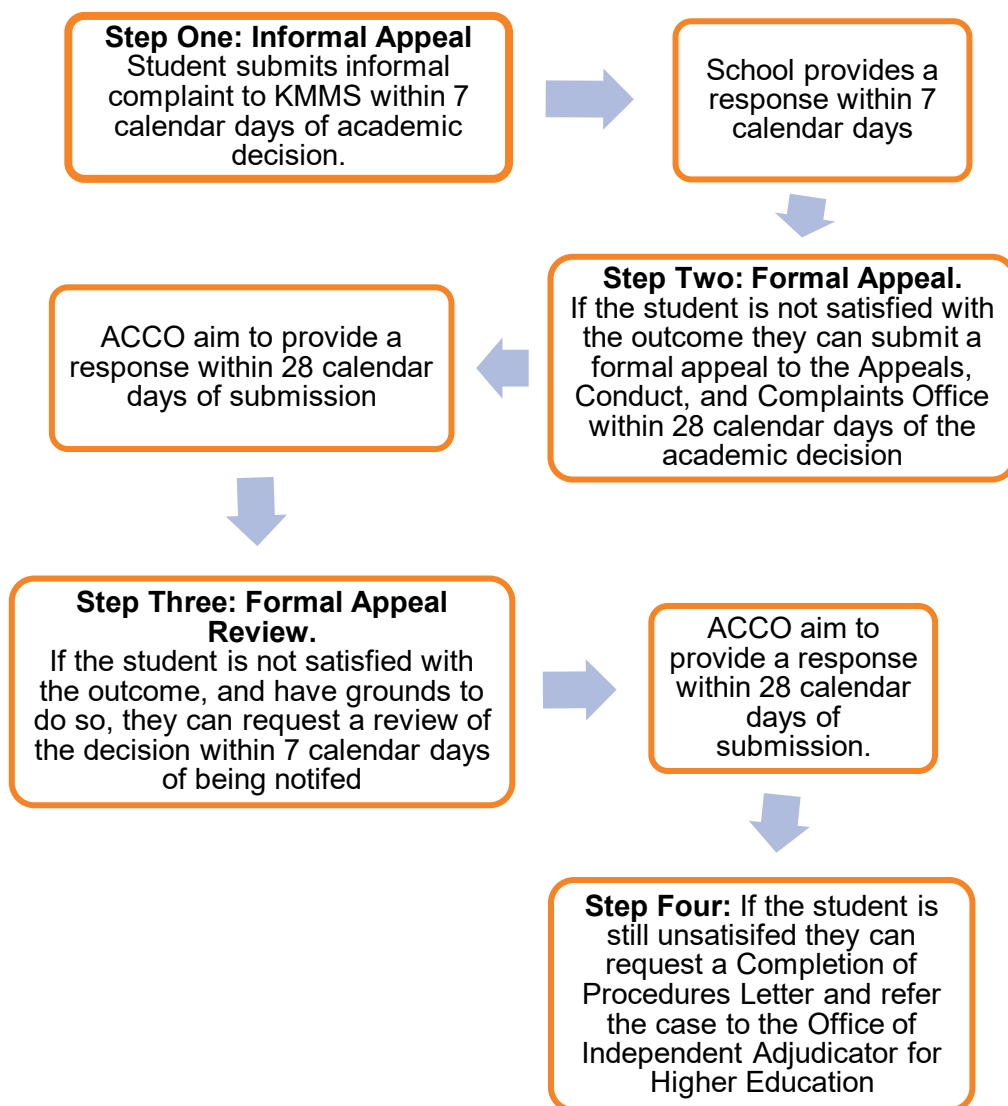 Step One: Informal Appeal
Student submits informal
complaint to KMMS within 7
calendar days of academic
decision.
School provides a
response within 7
calendar days
Step Two: Formal Appeal.
If the student is not satisfied with
the outcome they can submit a
formal appeal to the Appeals,
Conduct, and Complaints Office
within 28 calendar days of the
academic decision
ACCO aim to provide a
response within 28 calendar
days of submission
Step Three: Formal Appeal
Review.
If the student is not satisfied with
the outcome, and have grounds to
do so, they can request a review of
the decision within 7 calendar days
of being notifed
ACCO aim to
provide a response
within 28 calendar
days of
submission.
Step Four: If the student is
still unsatisifed they can
request a Completion of
Procedures Letter and refer
the case to the Office of
Independent Adjudicator for
Higher Education